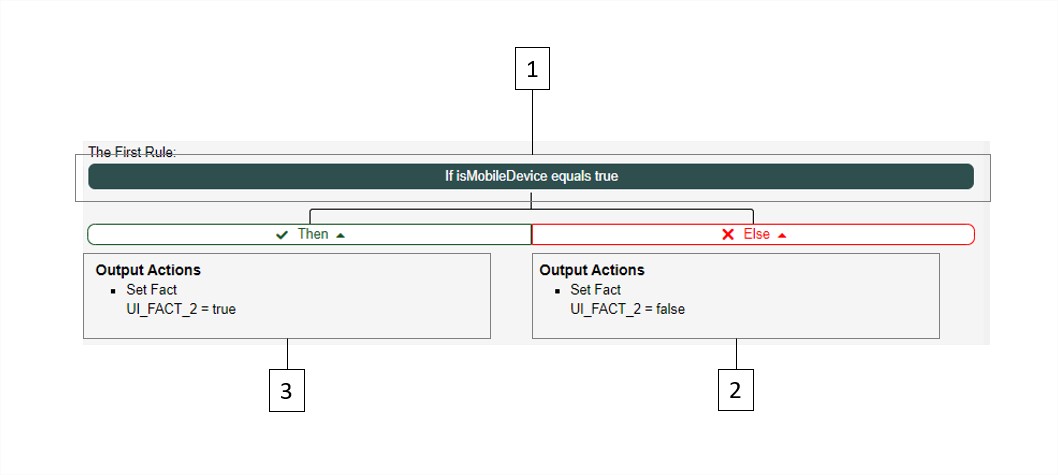 1
The First Rule:
If isMobileDevice equals true
Then
Else
Output Actions
Set Fact
UI_FACT_2 = true
Output Actions
Set Fact
UI_FACT_2 = false
3
2